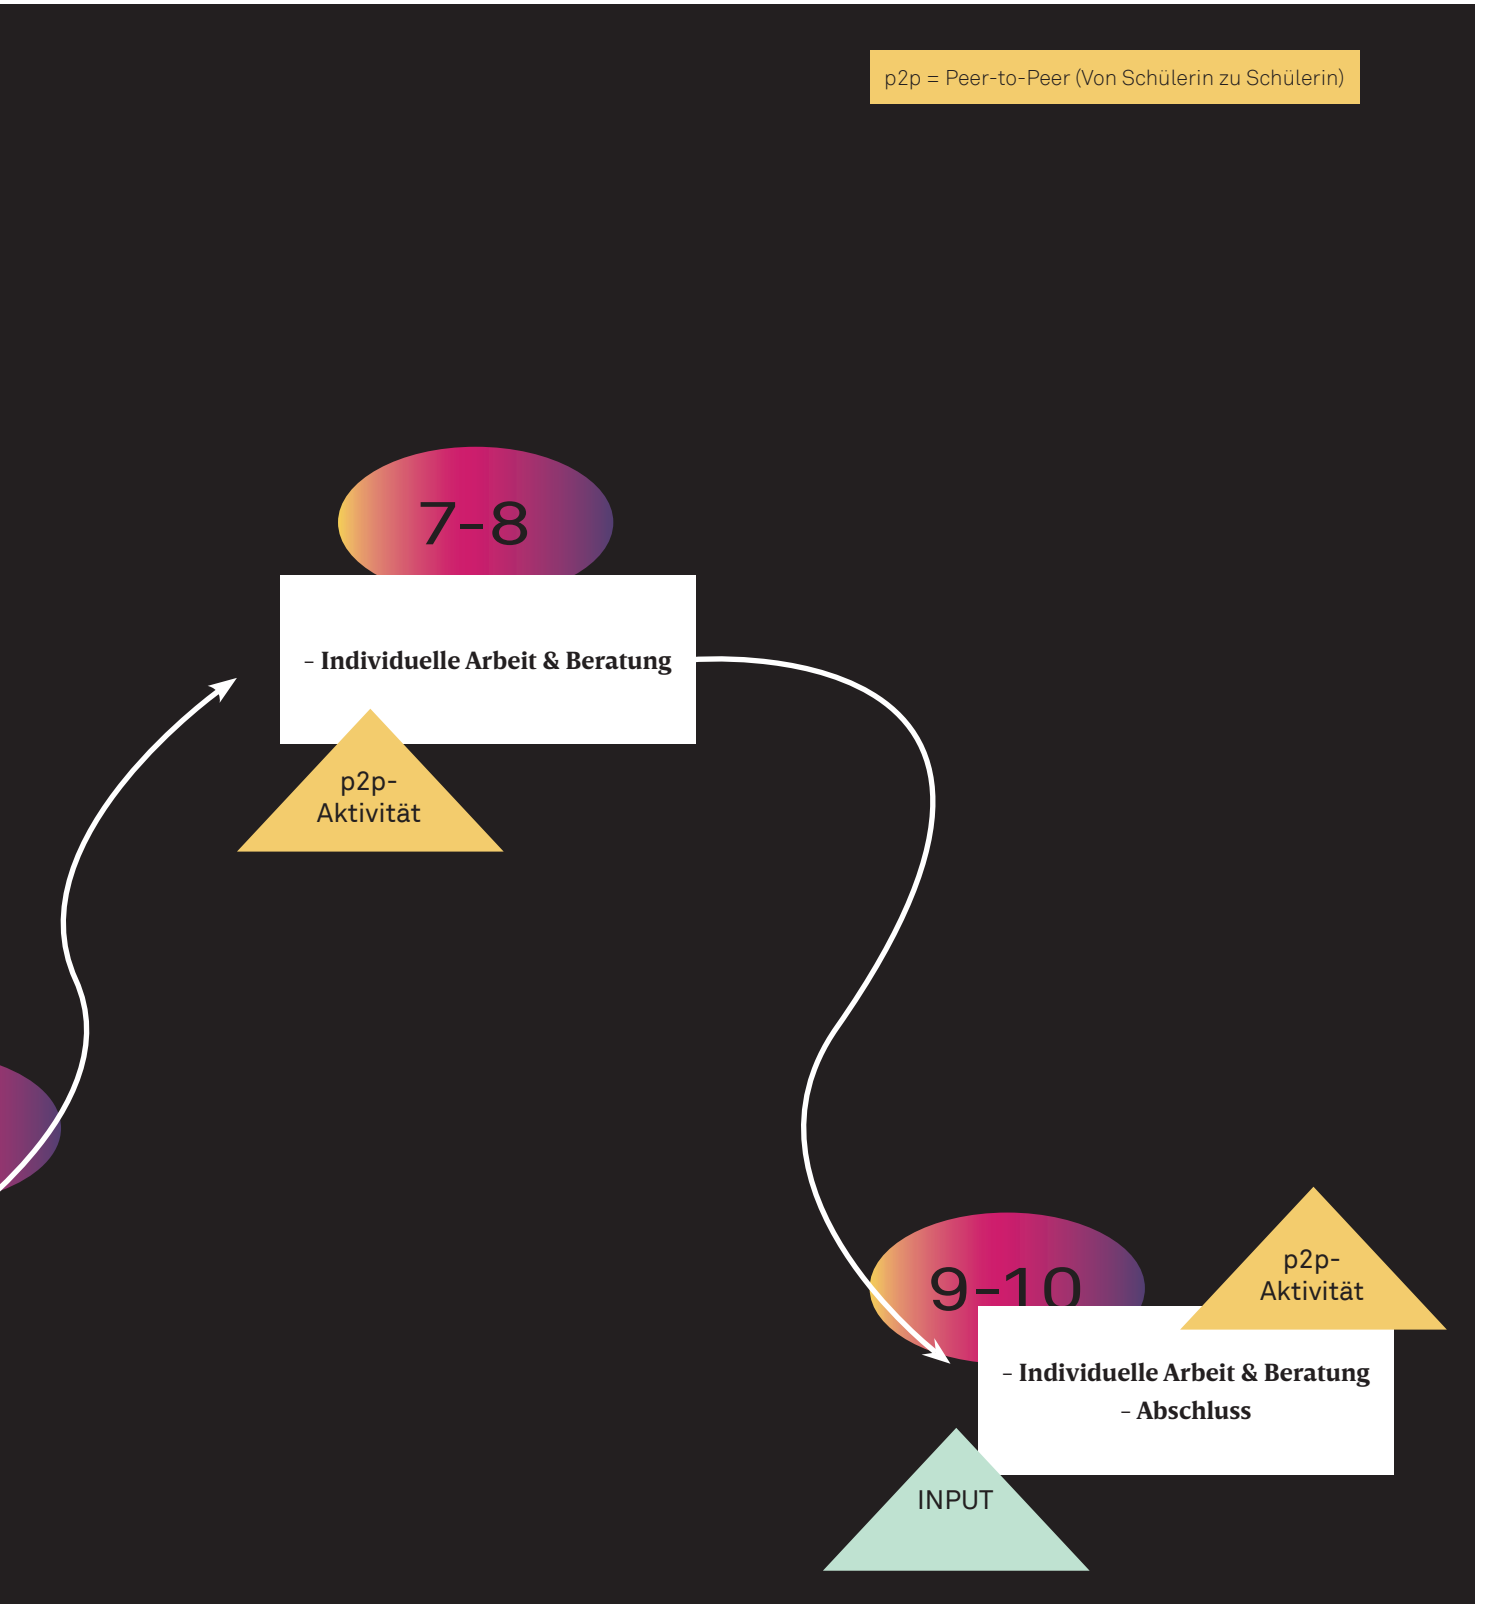 p2p = Peer-to-Peer (Von Schülerin zu Schülerin)
7-8
– Individuelle Arbeit & Beratung
p2p-
Aktivität
9-10
p2p-
Aktivität
– Individuelle Arbeit & Beratung
– Abschluss
INPUT